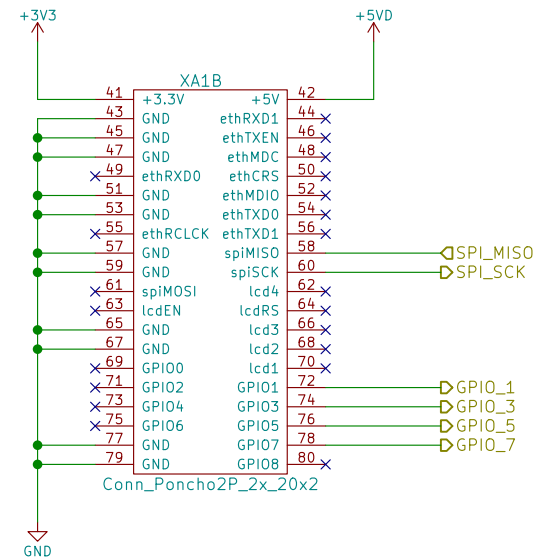 +3V3 +5VD
XA1B
41 +3.3V +5V 42
43 GND ethRXD1 44
45 GND ethTXEN 46
47 GND ethMDC 48
49 ethRXD0 ethCRS 50
51 GND ethMDIO 52
53 GND ethTXD0 54
55 ethRCLCK ethTXD1 56
57 GND spiMISO 58 SPI_MISO
59 GND spiSCK 60 SPI_SCK
61 spiMOSI lcd4 62
63 lcdEN lcdRS 64
65 GND lcd3 66
67 GND lcd2 68
69 GPIO0 lcd1 70
71 GPIO2 GPIO1 72 GPIO_1
73 GPIO4 GPIO3 74 GPIO_3
75 GPIO6 GPIO5 76 GPIO_5
77 GND GPIO7 78 GPIO_7
79 GND GPIO8 80
Conn_Poncho2P_2x_20x2
GND